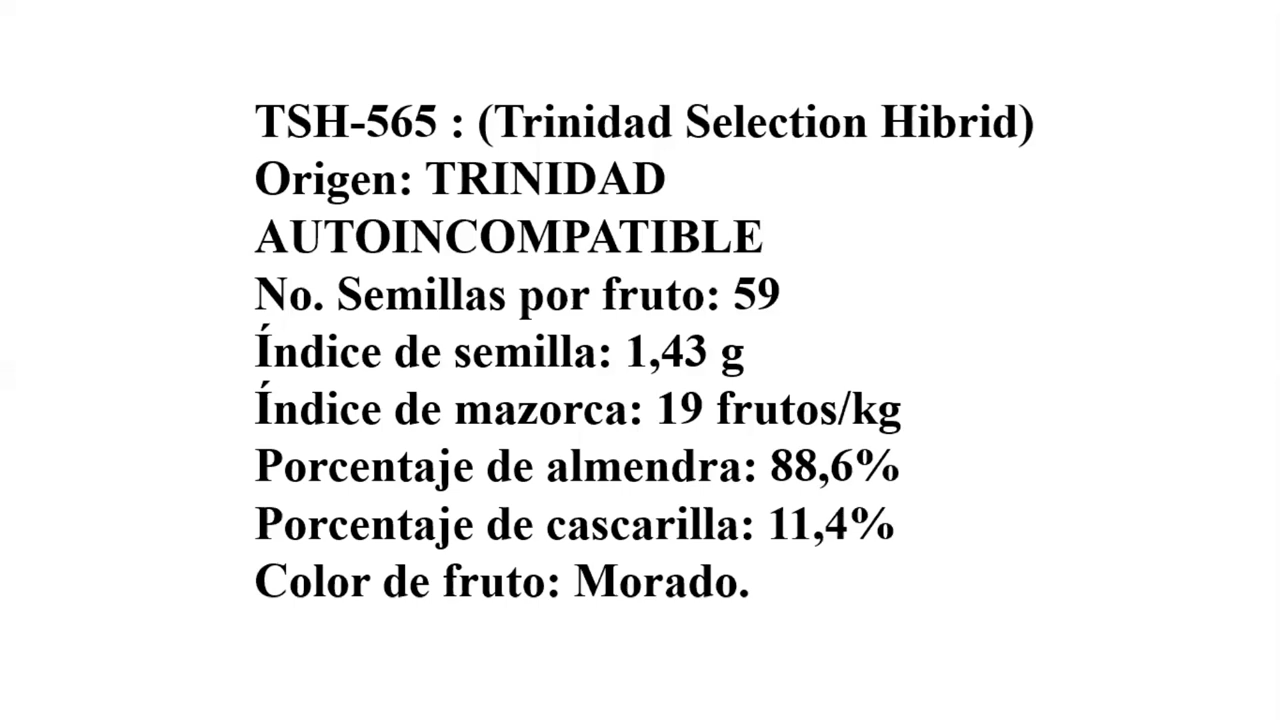 TSH-565 : (Trinidad Selection Hibrid)
Origen: TRINIDAD
AUTOINCOMPATIBLE
No. Semillas por fruto: 59
Índice de semilla: 1,43 g
Índice de mazorca: 19 frutos/kg
Porcentaje de almendra: 88,6%
Porcentaje de cascarilla: 11,4%
Color de fruto: Morado.